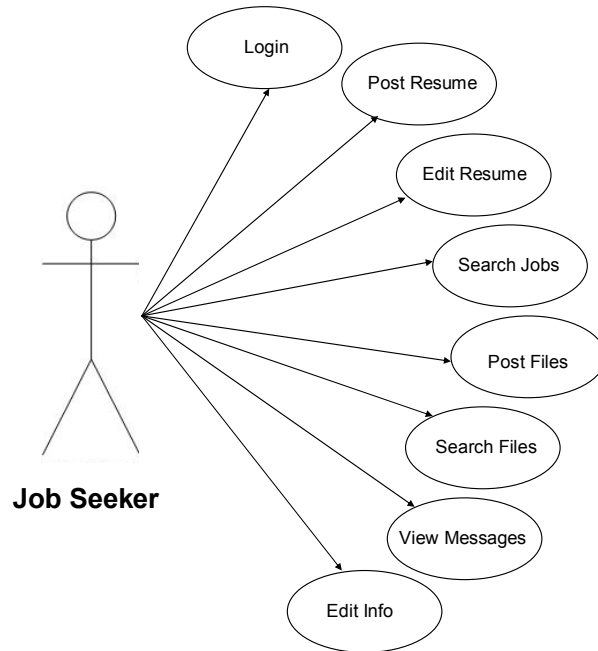 Login
Post Resume
Edit Resume
Search Jobs
Post Files
Search Files
Job Seeker
View Messages
Edit Info